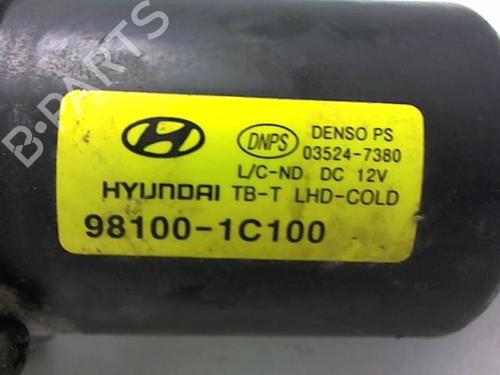 B-PARTS
DNPS DENSO PS
03524-7380
L/C-ND DC 12V
HYUNDAI TB-T LHD-COLD
98100-1C100